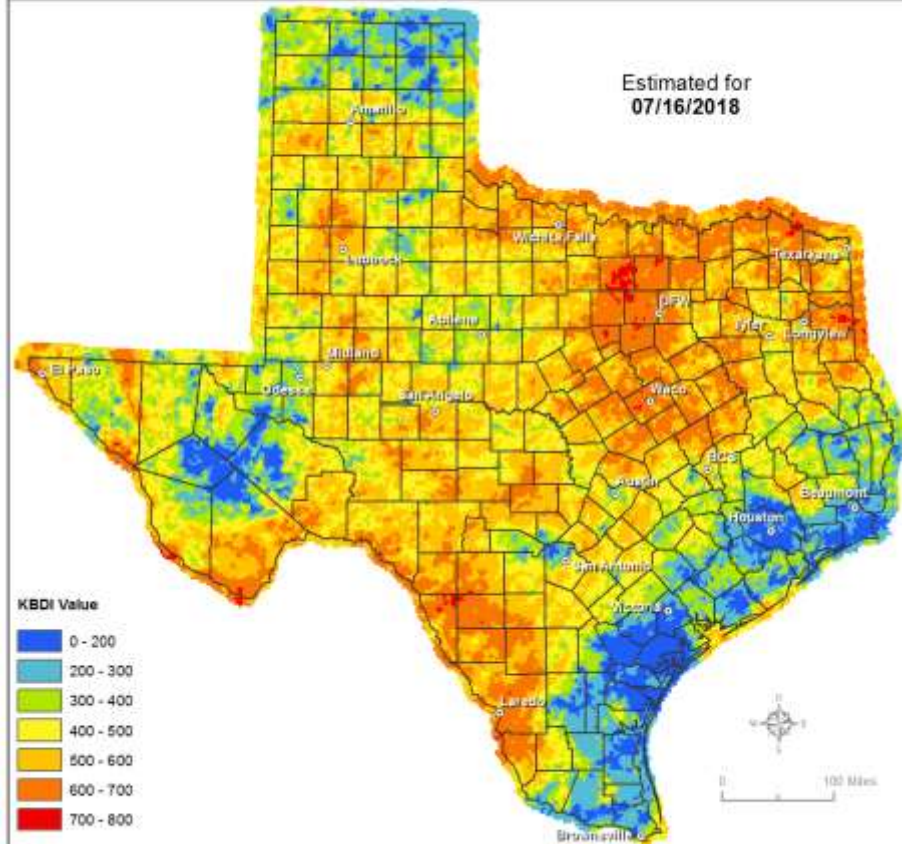 Estimated for
07/16/2018
Amarillo
Wichita Falls
Lubbock
Texarkana
DFW
Abilene
Tyler
Longview
Midland
El Paso
Odessa
San Angelo
Waco
BCS
Austin
Beaumont
Houston
San Antonio
Victoria
Laredo
Brownsville
KBDI Value
0 - 200
200 - 300
300 - 400
400 - 500
500 - 600
600 - 700
700 - 800
N
W E
S
0 100 Miles